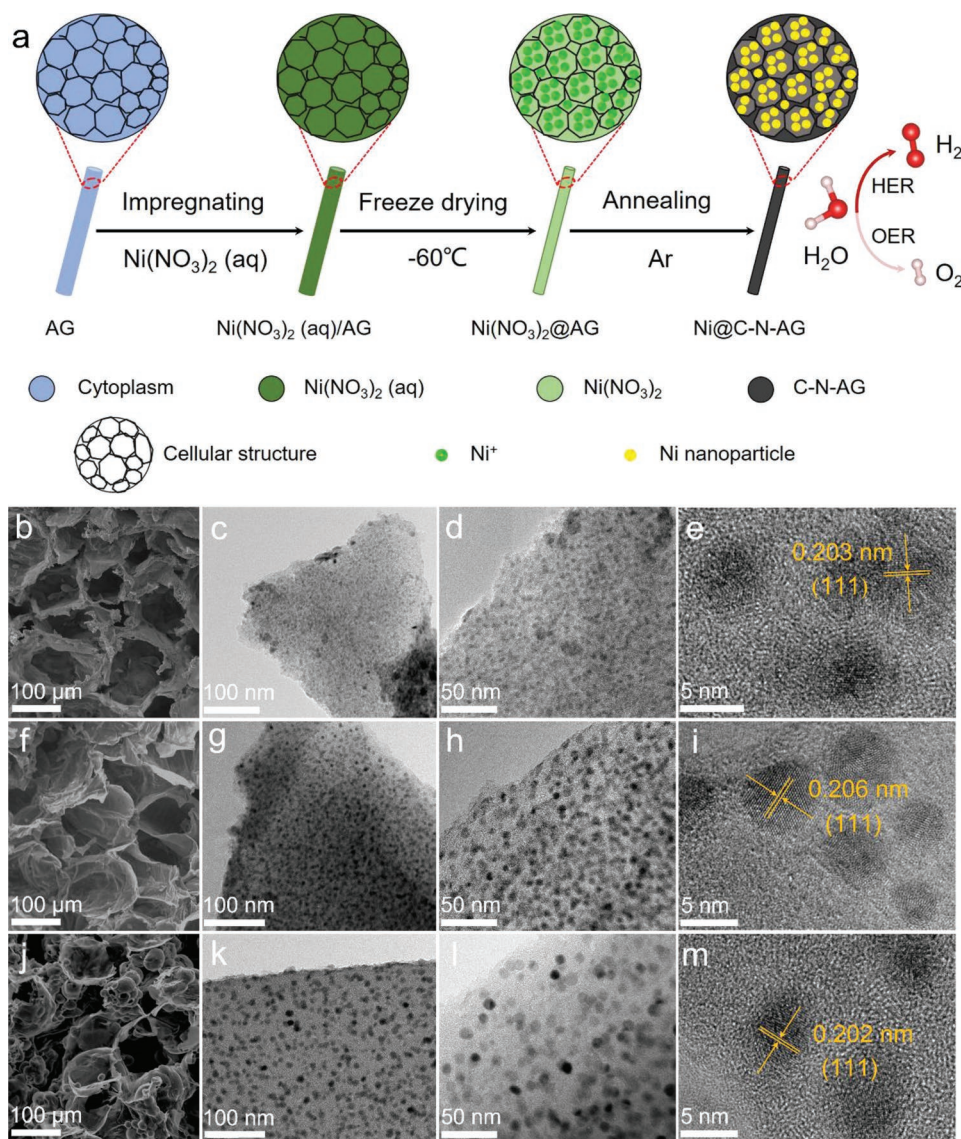 a
Impregnating
Freeze drying
Annealing
Ni(NO₃)₂ (aq)
-60℃
Ar
H₂
HER
OER
H₂O
O₂
AG
Ni(NO₃)₂ (aq)/AG
Ni(NO₃)₂@AG
Ni@C-N-AG
Cytoplasm
Ni(NO₃)₂ (aq)
Ni(NO₃)₂
C-N-AG
Cellular structure
Ni⁺
Ni nanoparticle
b
100 µm
c
100 nm
d
50 nm
e
0.203 nm
(111)
5 nm
f
100 µm
g
100 nm
h
50 nm
i
0.206 nm
(111)
5 nm
j
100 µm
k
100 nm
l
50 nm
m
0.202 nm
(111)
5 nm